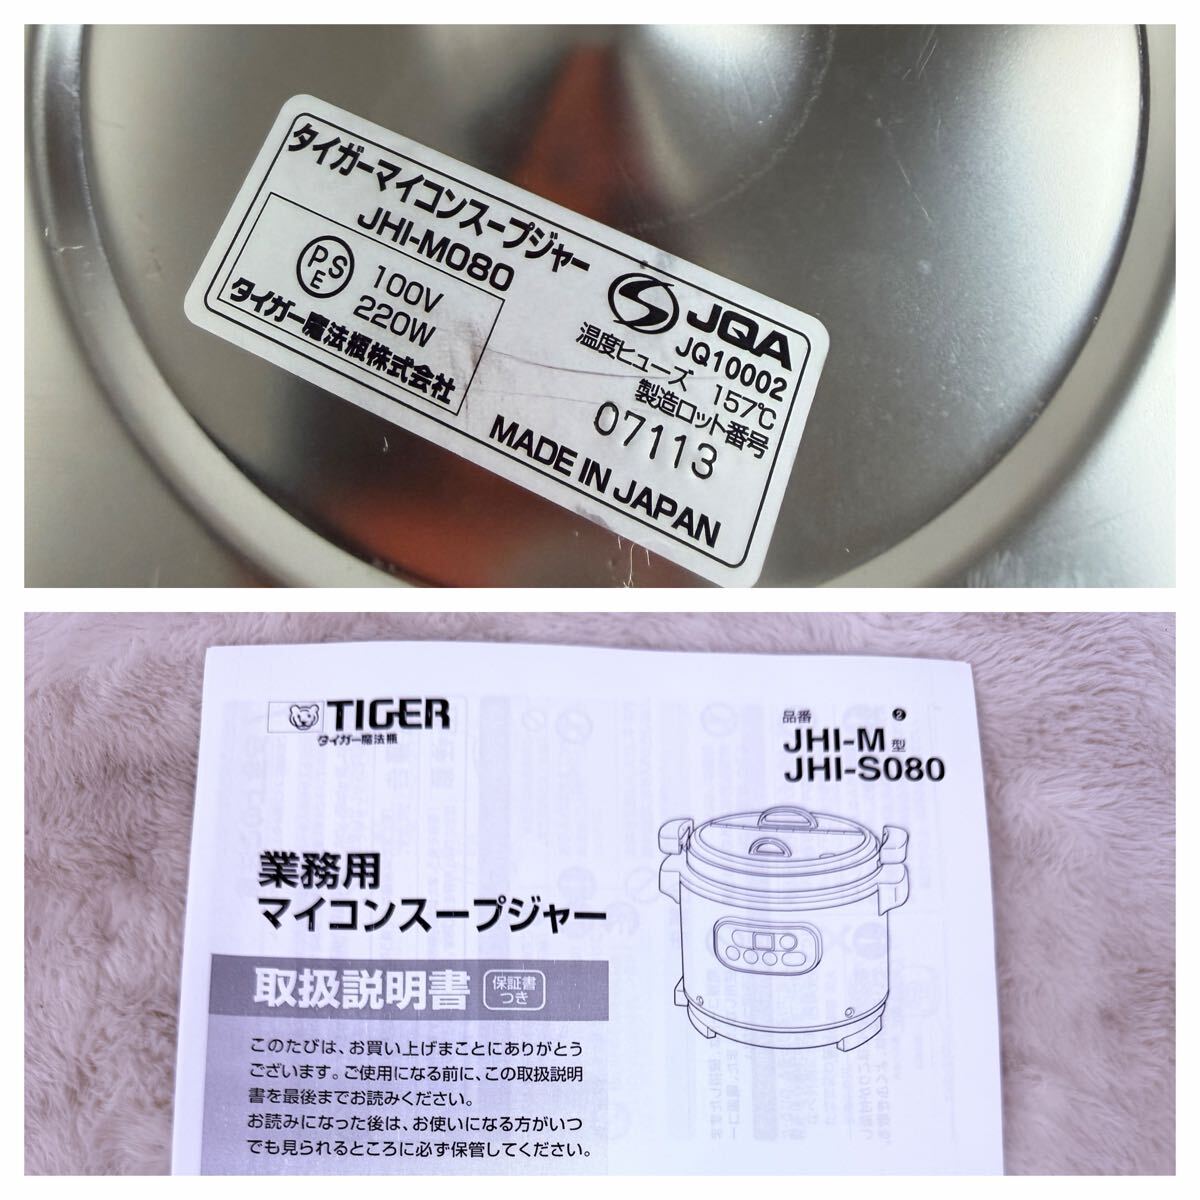 タイガーマイコンスープジャー
JHI-M080
PSE
100V
220W
タイガー魔法瓶株式会社
JQA
JQ10002
温度ヒューズ 157℃
製造ロット番号
07113
MADE IN JAPAN
TIGER
タイガー魔法瓶
品番 ❷
JHI-M型
JHI-S080
業務用
マイコンスープジャー
取扱説明書
保証書
つき
このたびは、お買い上げまことにありがとう
ございます。ご使用になる前に、この取扱説明
書を最後までお読みください。
お読みになった後は、お使いになる方がいつ
でも見られるところに必ず保管してください。